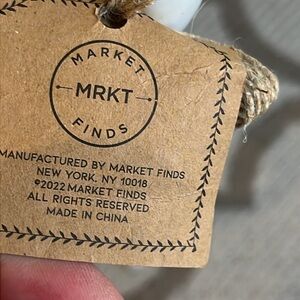 MARKET
MRKT
FINDS
MANUFACTURED BY MARKET FINDS
NEW YORK, NY 10018
©2022 MARKET FINDS
ALL RIGHTS RESERVED
MADE IN CHINA